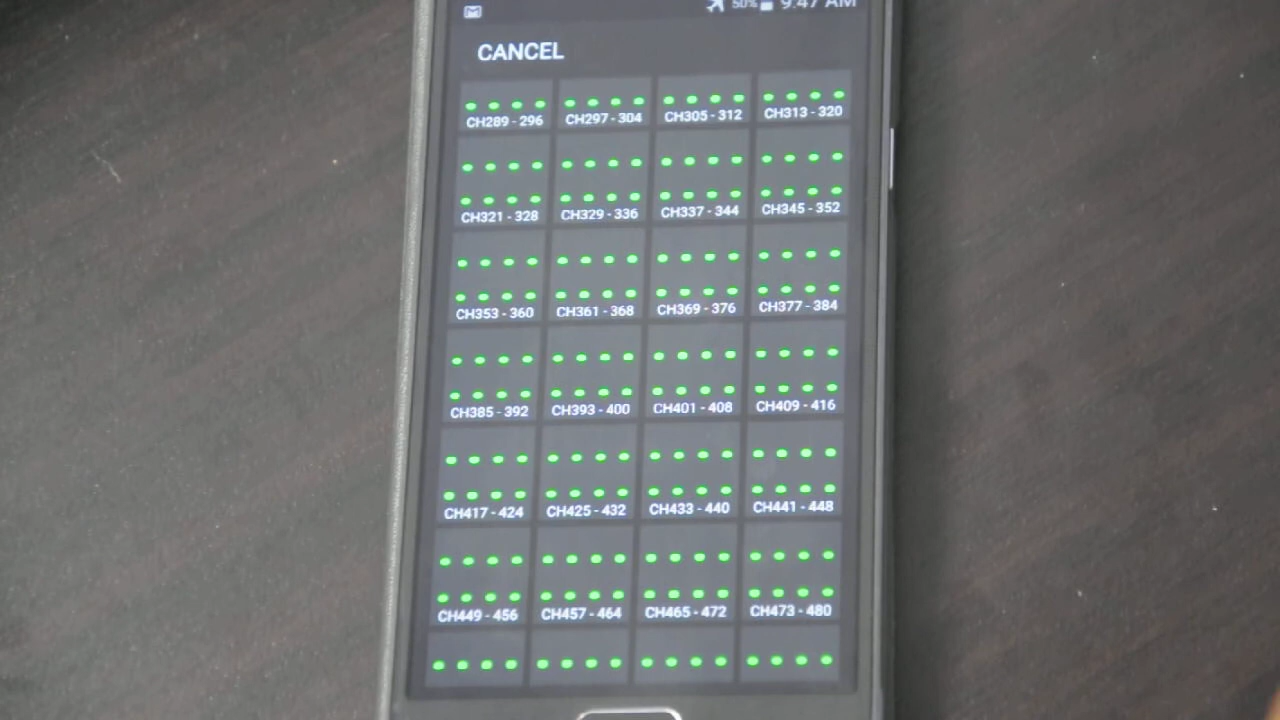 50% 9:47 AM
CANCEL
CH289 - 296 CH297 - 304 CH305 - 312 CH313 - 320
CH321 - 328 CH329 - 336 CH337 - 344 CH345 - 352
CH353 - 360 CH361 - 368 CH369 - 376 CH377 - 384
CH385 - 392 CH393 - 400 CH401 - 408 CH409 - 416
CH417 - 424 CH425 - 432 CH433 - 440 CH441 - 448
CH449 - 456 CH457 - 464 CH465 - 472 CH473 - 480